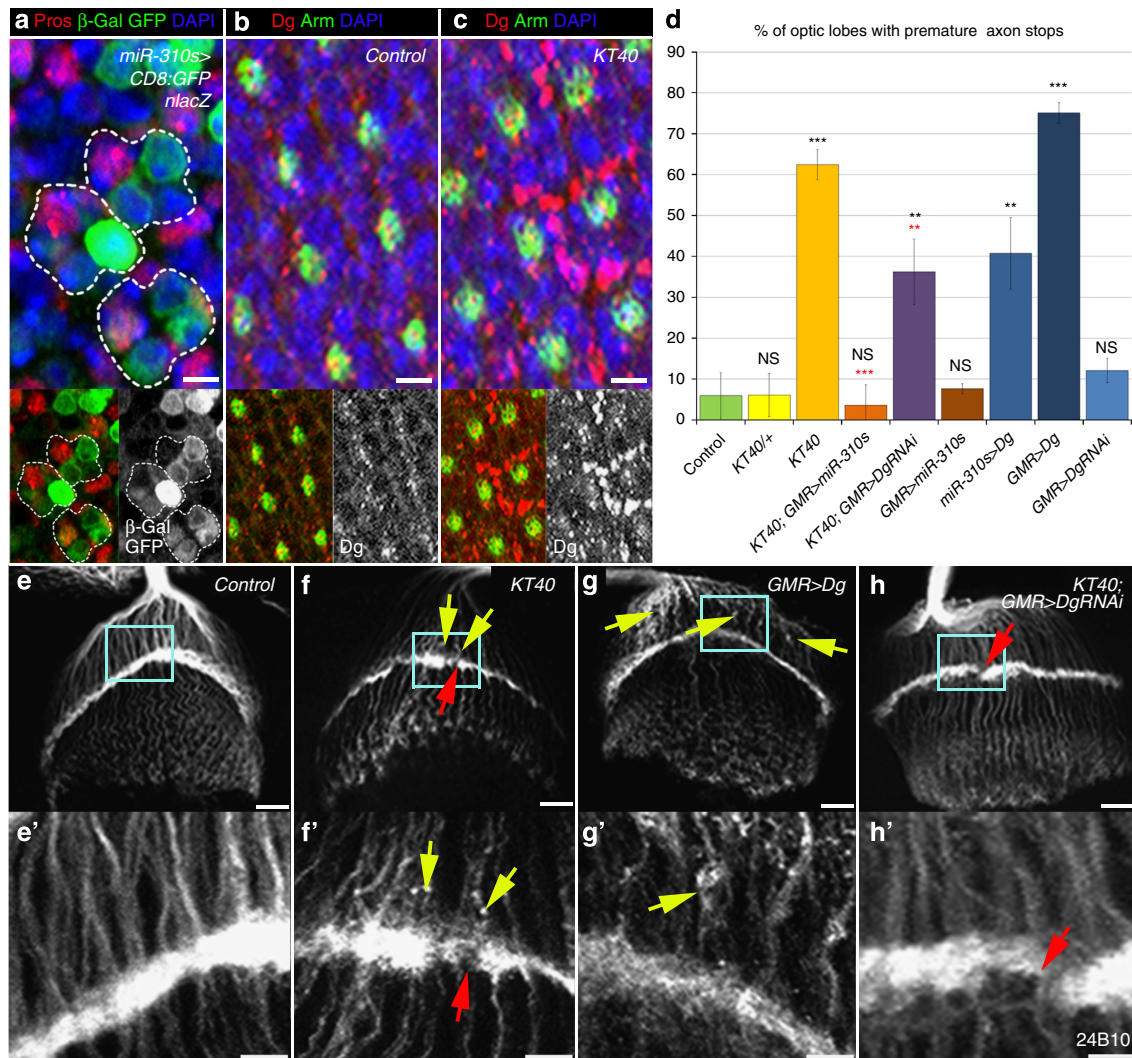 a Pros β-Gal GFP DAPI
miR-310s>
CD8:GFP
nlacZ
β-Gal
GFP
b Dg Arm DAPI
Control
Dg
c Dg Arm DAPI
KT40
Dg
d
% of optic lobes with premature axon stops
90
80
70
60
50
40
30
20
10
0
NS
***
NS
***
**
**
NS
**
***
NS
Control
KT40/+
KT40
KT40; GMR>miR-310s
KT40; GMR>DgRNAi
GMR>miR-310s
miR-310s>Dg
GMR>Dg
GMR>DgRNAi
e Control
f KT40
g GMR>Dg
h KT40;
GMR>DgRNAi
e'
f'
g'
h'
24B10